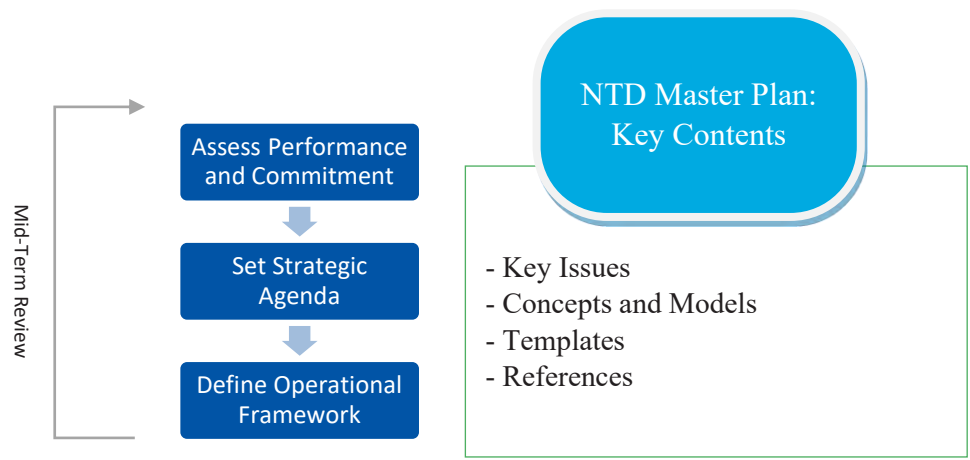 Mid-Term Review
Assess Performance
and Commitment
Set Strategic
Agenda
Define Operational
Framework
NTD Master Plan:
Key Contents
- Key Issues
- Concepts and Models
- Templates
- References